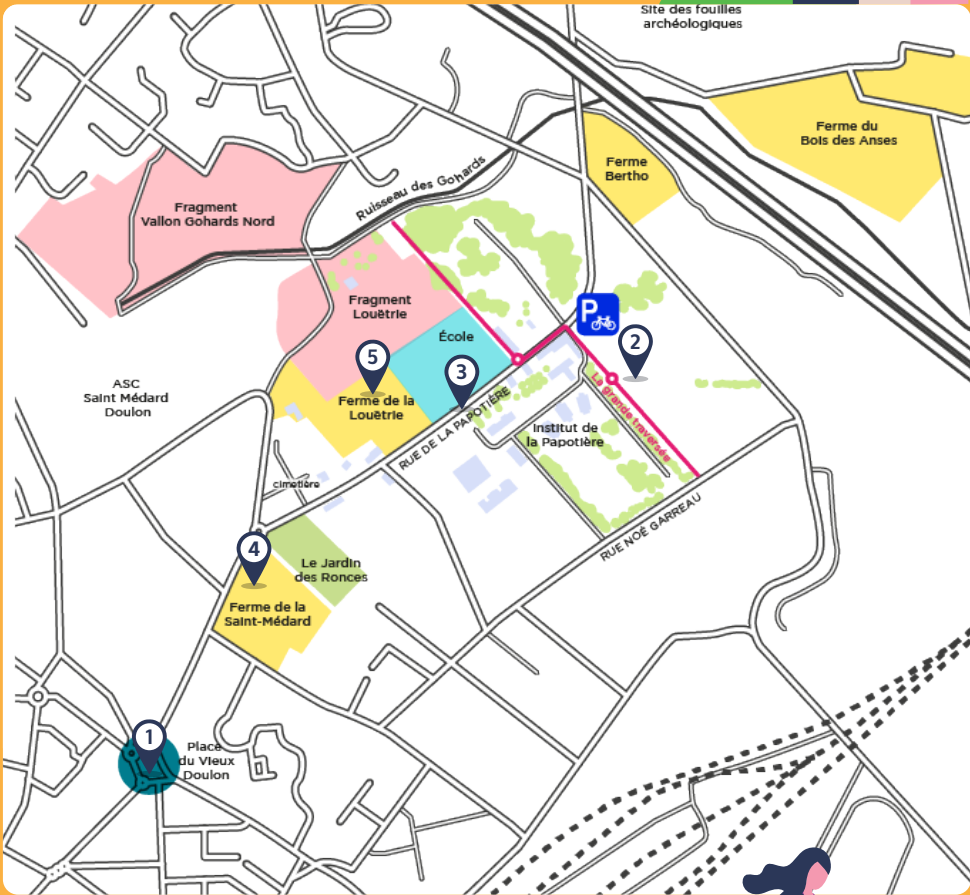 Site des fouilles
archéologiques
Ferme du
Bois des Anses
Ferme
Bertho
Ruisseau des Gohards
Fragment
Vallon Gohards Nord
Fragment
Louëtrie
P
École
2
5
3
ASC
Saint Médard
Doulon
Ferme de la
Louëtrie
RUE DE LA PAPOTIÈRE
La grande traversée
Institut de
la Papotière
cimetière
RUE NOÉ GARREAU
4
Le Jardin
des Ronces
Ferme de la
Saint-Médard
1
Place
du Vieux
Doulon